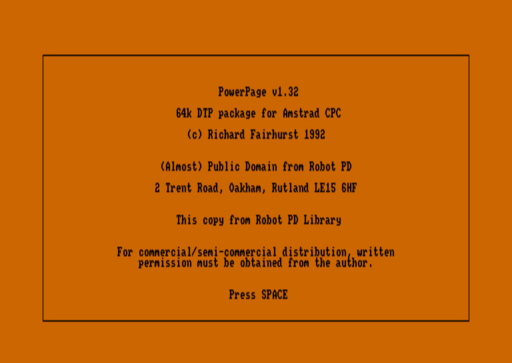 PowerPage v1.32
64k DTP package for Amstrad CPC
(c) Richard Fairhurst 1992
(Almost) Public Domain from Robot PD
2 Trent Road, Oakham, Rutland LE15 6HF
This copy from Robot PD Library
For commercial/semi-commercial distribution, written
permission must be obtained from the author.
Press SPACE